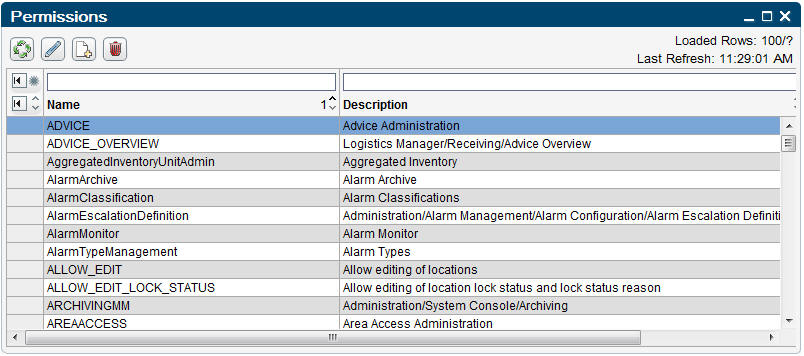 Permissions
Loaded Rows: 100/?
Last Refresh: 11:29:01 AM
Name 1 Description
ADVICE Advice Administration
ADVICE_OVERVIEW Logistics Manager/Receiving/Advice Overview
AggregatedInventoryUnitAdmin Aggregated Inventory
AlarmArchive Alarm Archive
AlarmClassification Alarm Classifications
AlarmEscalationDefinition Administration/Alarm Management/Alarm Configuration/Alarm Escalation Definiti
AlarmMonitor Alarm Monitor
AlarmTypeManagement Alarm Types
ALLOW_EDIT Allow editing of locations
ALLOW_EDIT_LOCK_STATUS Allow editing of location lock status and lock status reason
ARCHIVINGMM Administration/System Console/Archiving
AREAACCESS Area Access Administration